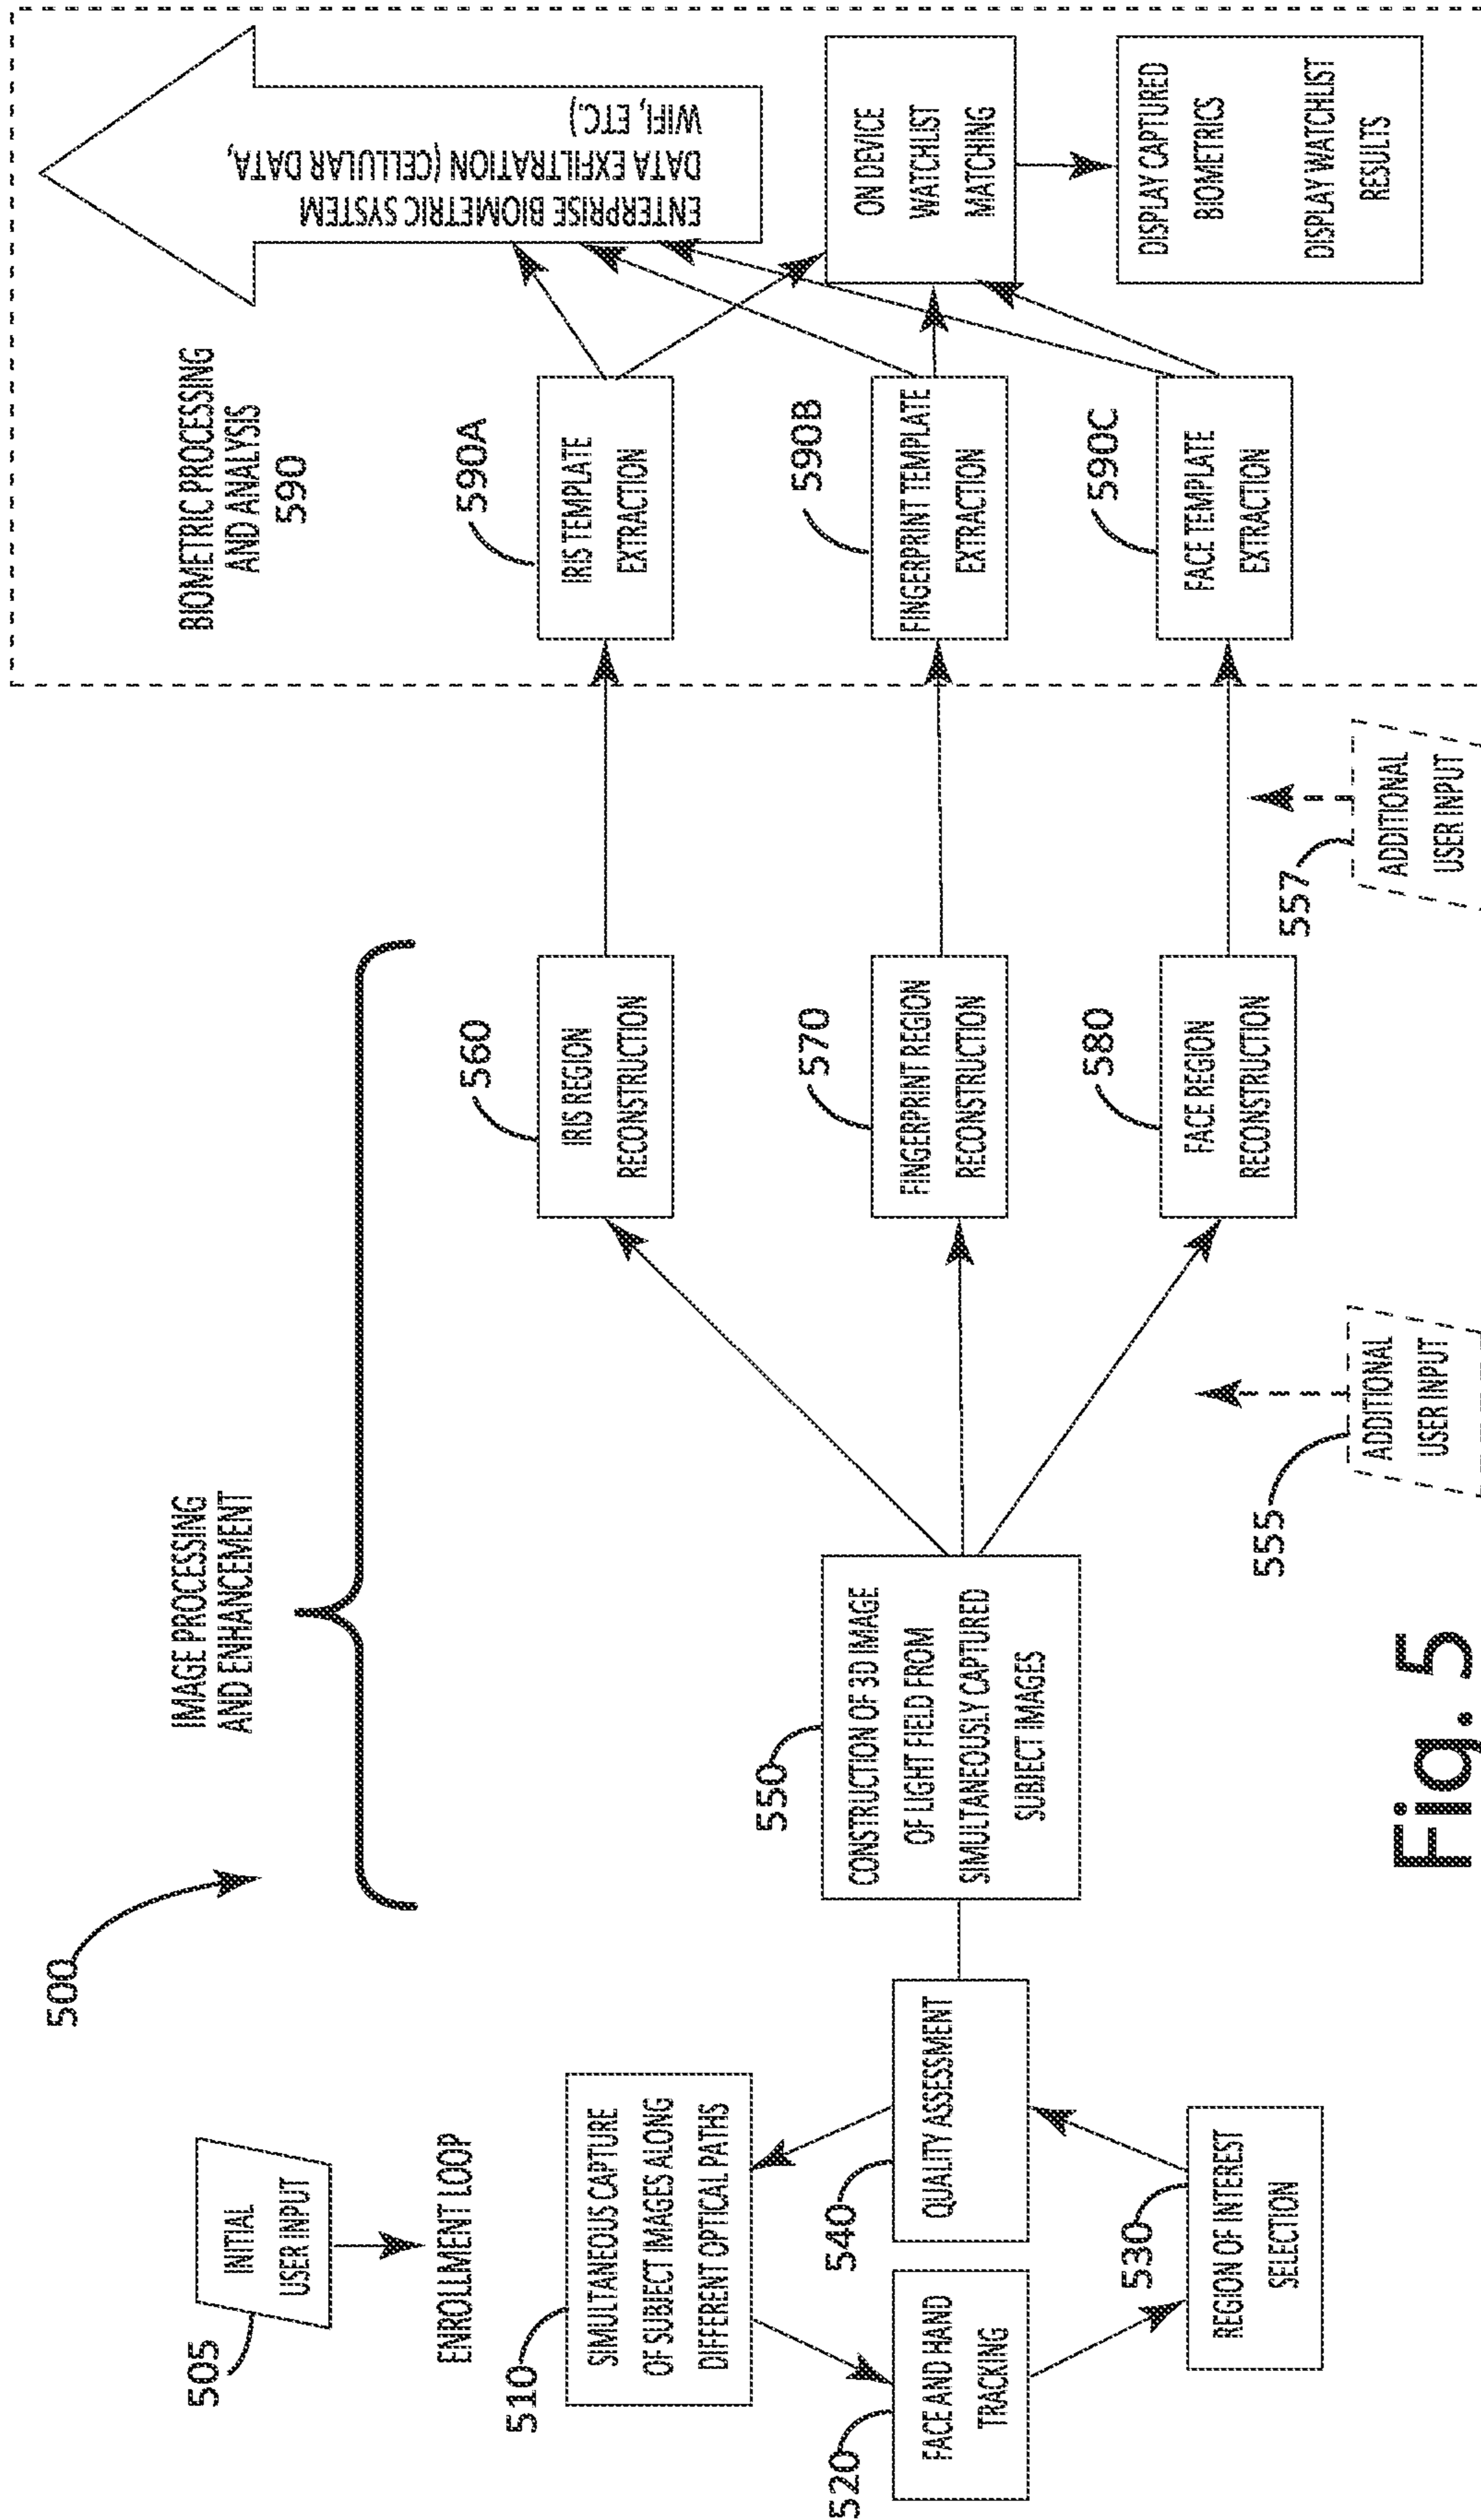 500
505
INITIAL
USER INPUT
ENROLLMENT LOOP
510
SIMULTANEOUS CAPTURE
OF SUBJECT IMAGES ALONG
DIFFERENT OPTICAL PATHS
520
FACE AND HAND
TRACKING
530
REGION OF INTEREST
SELECTION
540
QUALITY ASSESSMENT
IMAGE PROCESSING
AND ENHANCEMENT
550
CONSTRUCTION OF 3D IMAGE
OF LIGHT FIELD FROM
SIMULTANEOUSLY CAPTURED
SUBJECT IMAGES
555
ADDITIONAL
USER INPUT
560
IRIS REGION
RECONSTRUCTION
570
FINGERPRINT REGION
RECONSTRUCTION
580
FACE REGION
RECONSTRUCTION
557
ADDITIONAL
USER INPUT
BIOMETRIC PROCESSING
AND ANALYSIS
590
590A
IRIS TEMPLATE
EXTRACTION
590B
FINGERPRINT TEMPLATE
EXTRACTION
590C
FACE TEMPLATE
EXTRACTION
ENTERPRISE BIOMETRIC SYSTEM
DATA EXFILTRATION (CELLULAR DATA,
WIFI, ETC.)
ON DEVICE
WATCHLIST
MATCHING
DISPLAY CAPTURED
BIOMETRICS
DISPLAY WATCHLIST
RESULTS
Fig. 5